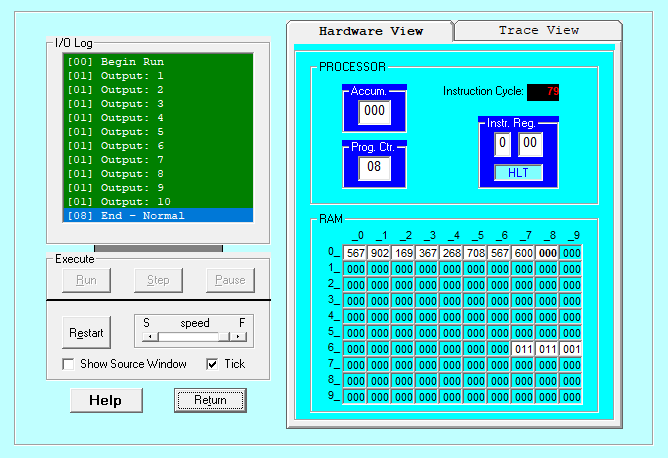 I/O Log
[00] Begin Run
[01] Output: 1
[01] Output: 2
[01] Output: 3
[01] Output: 4
[01] Output: 5
[01] Output: 6
[01] Output: 7
[01] Output: 8
[01] Output: 9
[01] Output: 10
[08] End - Normal
Execute
Run Step Pause
Restart
S speed F
Show Source Window Tick
Help Return
Hardware View Trace View
PROCESSOR
Accum.
000
Instruction Cycle: 79
Prog. Ctr.
08
Instr. Reg.
0 00
HLT
RAM
_0 _1 _2 _3 _4 _5 _6 _7 _8 _9
0_ 567 902 169 367 268 708 567 600 000 000
1_ 000 000 000 000 000 000 000 000 000 000
2_ 000 000 000 000 000 000 000 000 000 000
3_ 000 000 000 000 000 000 000 000 000 000
4_ 000 000 000 000 000 000 000 000 000 000
5_ 000 000 000 000 000 000 000 000 000 000
6_ 000 000 000 000 000 000 000 011 011 001
7_ 000 000 000 000 000 000 000 000 000 000
8_ 000 000 000 000 000 000 000 000 000 000
9_ 000 000 000 000 000 000 000 000 000 000